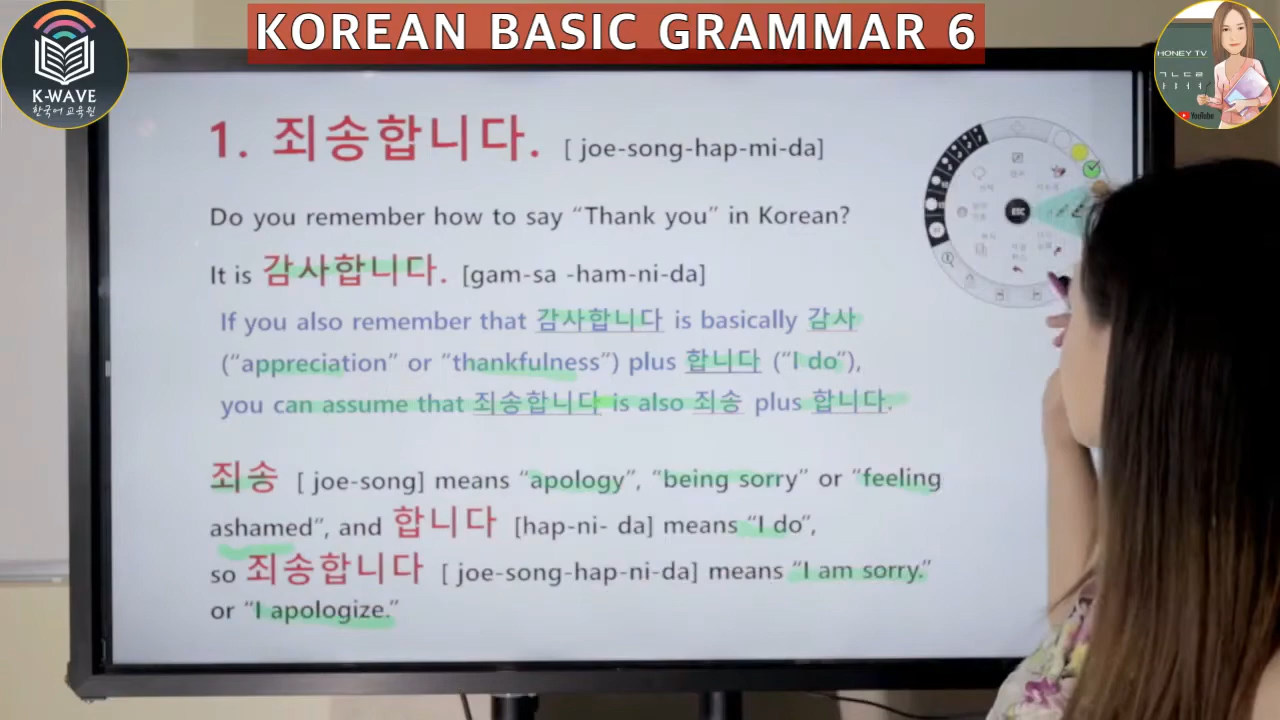 KOREAN BASIC GRAMMAR 6
K-WAVE
한국어 교육원
HONEY TV
ㄱㄴㄷㄹ
ㅏㅑㅓㅕ
YouTube
1. 죄송합니다. [ joe-song-hap-mi-da]
Do you remember how to say “Thank you” in Korean?
It is 감사합니다. [gam-sa -ham-ni-da]
If you also remember that 감사합니다 is basically 감사
(“appreciation” or “thankfulness”) plus 합니다 (“I do”),
you can assume that 죄송합니다 is also 죄송 plus 합니다.
죄송 [ joe-song] means “apology”, “being sorry” or “feeling
ashamed”, and 합니다 [hap-ni- da] means “I do”,
so 죄송합니다 [ joe-song-hap-ni-da] means “I am sorry.”
or “I apologize.”
ESC